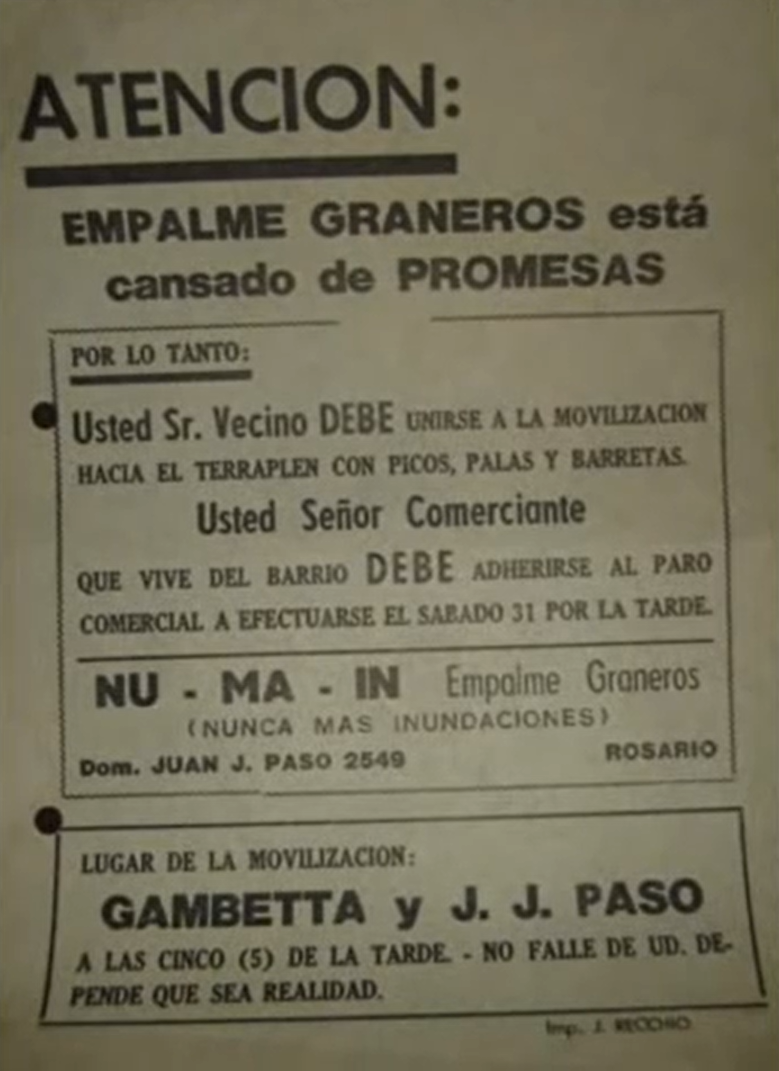 ATENCION:
EMPALME GRANEROS está
cansado de PROMESAS
POR LO TANTO:
Usted Sr. Vecino DEBE UNIRSE A LA MOVILIZACION
HACIA EL TERRAPLEN CON PICOS, PALAS Y BARRETAS.
Usted Señor Comerciante
QUE VIVE DEL BARRIO DEBE ADHERIRSE AL PARO
COMERCIAL A EFECTUARSE EL SABADO 31 POR LA TARDE.
NU - MA - IN Empalme Graneros
(NUNCA MAS INUNDACIONES)
Dom. JUAN J. PASO 2549 ROSARIO
LUGAR DE LA MOVILIZACION:
GAMBETTA y J. J. PASO
A LAS CINCO (5) DE LA TARDE. - NO FALLE DE UD. DE-
PENDE QUE SEA REALIDAD.
Imp. J. RECCHIO